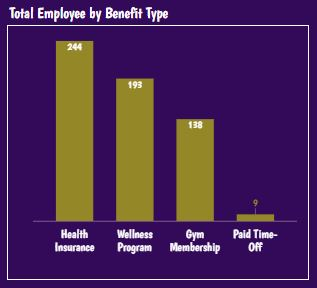 Total Employee by Benefit Type
244
193
138
9
Health
Insurance
Wellness
Program
Gym
Membership
Paid Time-
Off